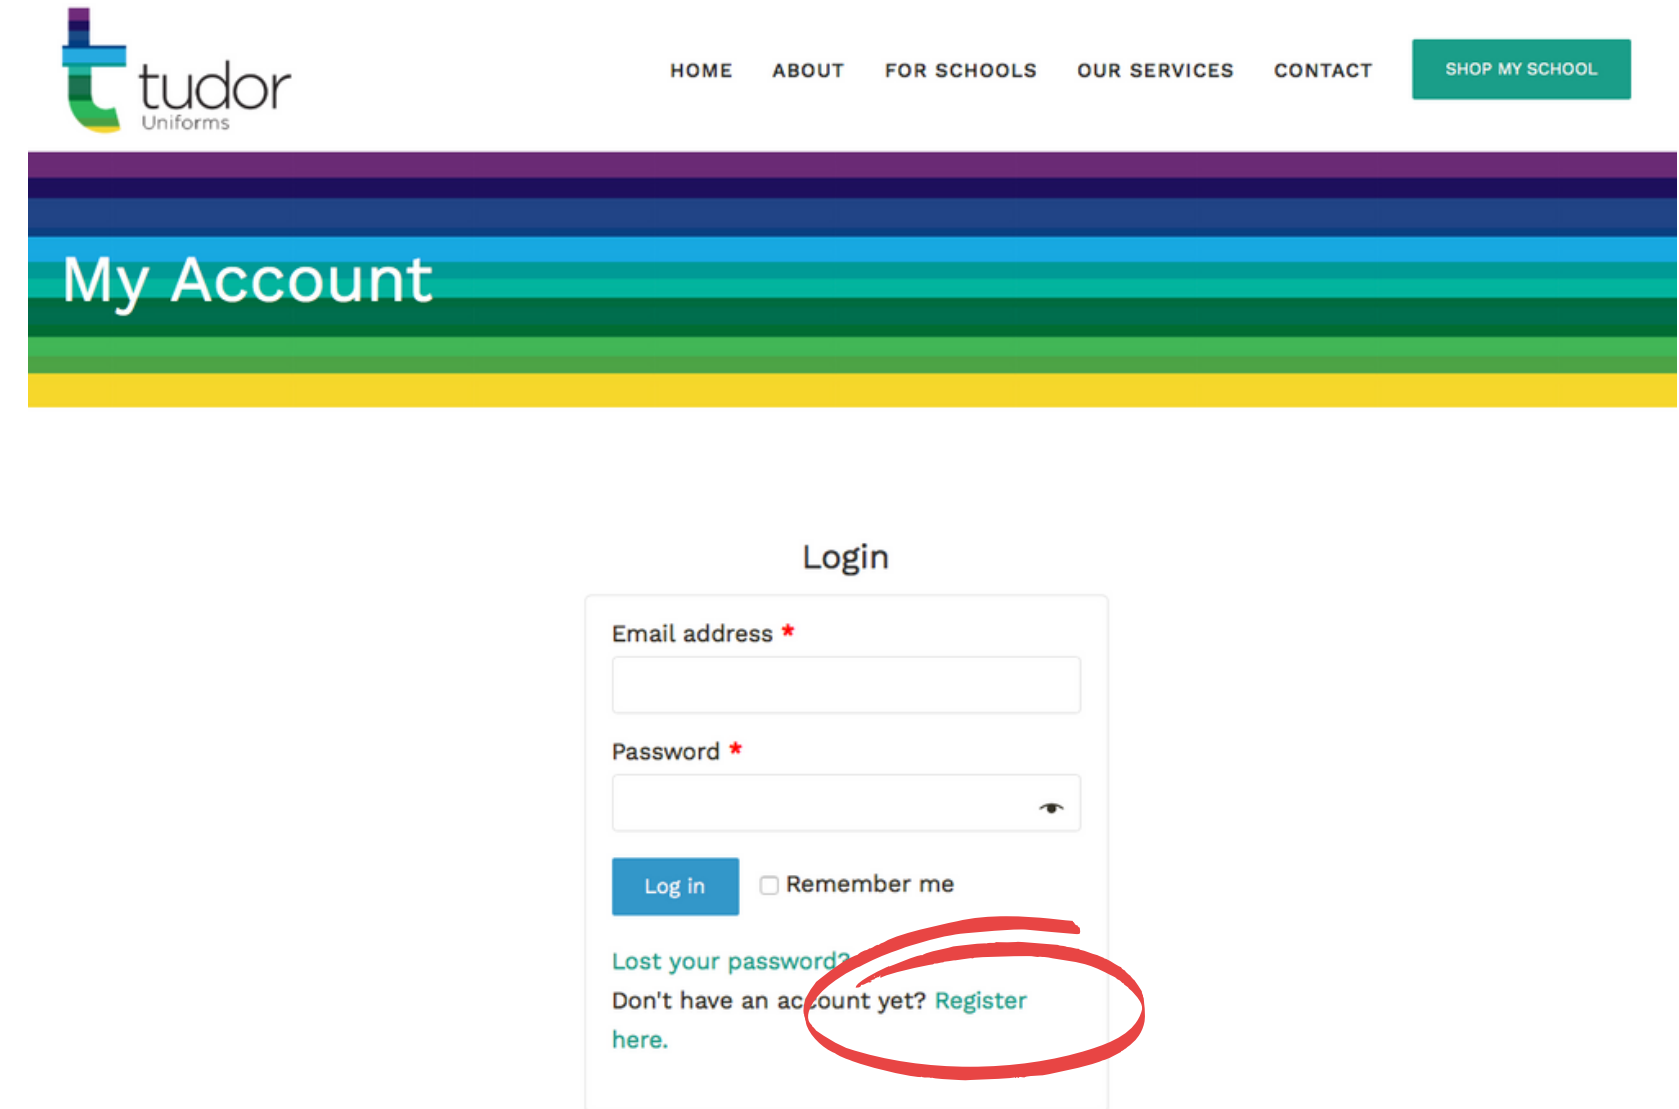 tudor
Uniforms
HOME ABOUT FOR SCHOOLS OUR SERVICES CONTACT SHOP MY SCHOOL
My Account
Login
Email address *
Password *
Log in Remember me
Lost your password?
Don't have an account yet? Register
here.